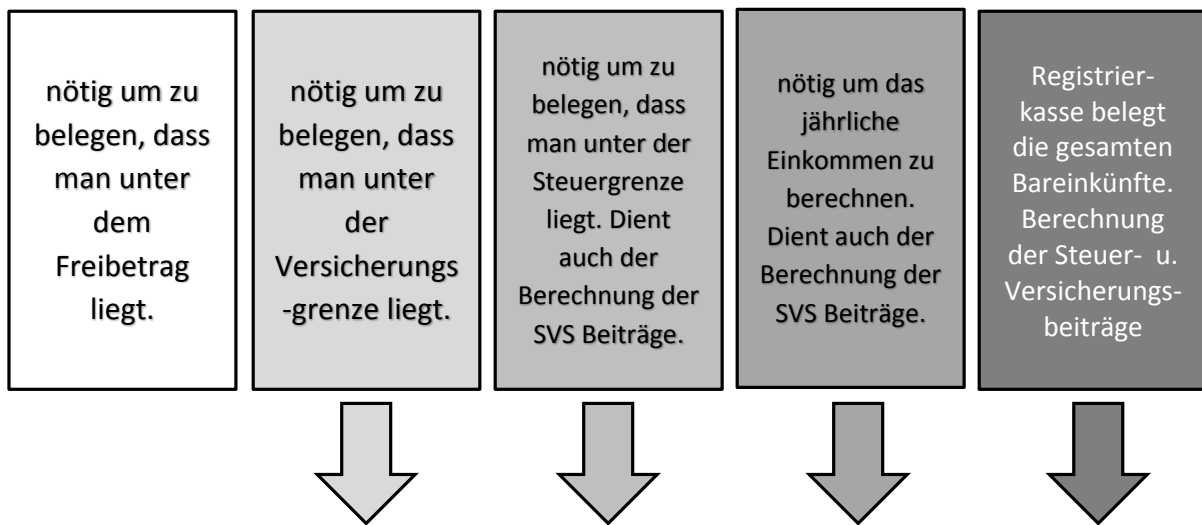 nötig um zu
belegen, dass
man unter
dem
Freibetrag
liegt.
nötig um zu
belegen, dass
man unter
der
Versicherungs
-grenze liegt.
nötig um zu
belegen, dass
man unter der
Steuergrenze
liegt. Dient
auch der
Berechnung der
SVS Beiträge.
nötig um das
jährliche
Einkommen zu
berechnen.
Dient auch der
Berechnung der
SVS Beiträge.
Registrier-
kasse belegt
die gesamten
Bareinkünfte.
Berechnung
der Steuer- u.
Versicherungs-
beiträge